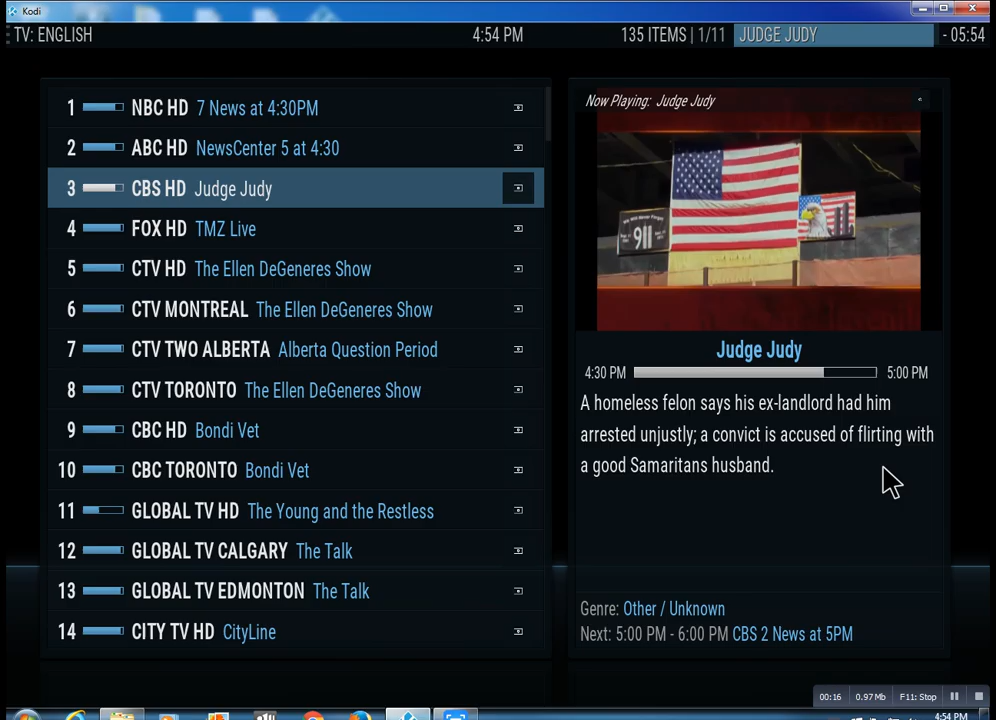 Kodi
TV: ENGLISH
4:54 PM
135 ITEMS | 1/11
JUDGE JUDY
- 05:54
1 NBC HD 7 News at 4:30PM
2 ABC HD NewsCenter 5 at 4:30
3 CBS HD Judge Judy
4 FOX HD TMZ Live
5 CTV HD The Ellen DeGeneres Show
6 CTV MONTREAL The Ellen DeGeneres Show
7 CTV TWO ALBERTA Alberta Question Period
8 CTV TORONTO The Ellen DeGeneres Show
9 CBC HD Bondi Vet
10 CBC TORONTO Bondi Vet
11 GLOBAL TV HD The Young and the Restless
12 GLOBAL TV CALGARY The Talk
13 GLOBAL TV EDMONTON The Talk
14 CITY TV HD CityLine
Now Playing: Judge Judy
911
Judge Judy
4:30 PM 5:00 PM
A homeless felon says his ex-landlord had him
arrested unjustly; a convict is accused of flirting with
a good Samaritans husband.
Genre: Other / Unknown
Next: 5:00 PM - 6:00 PM CBS 2 News at 5PM
00:16 0.97 Mb F11: Stop
4:54 PM